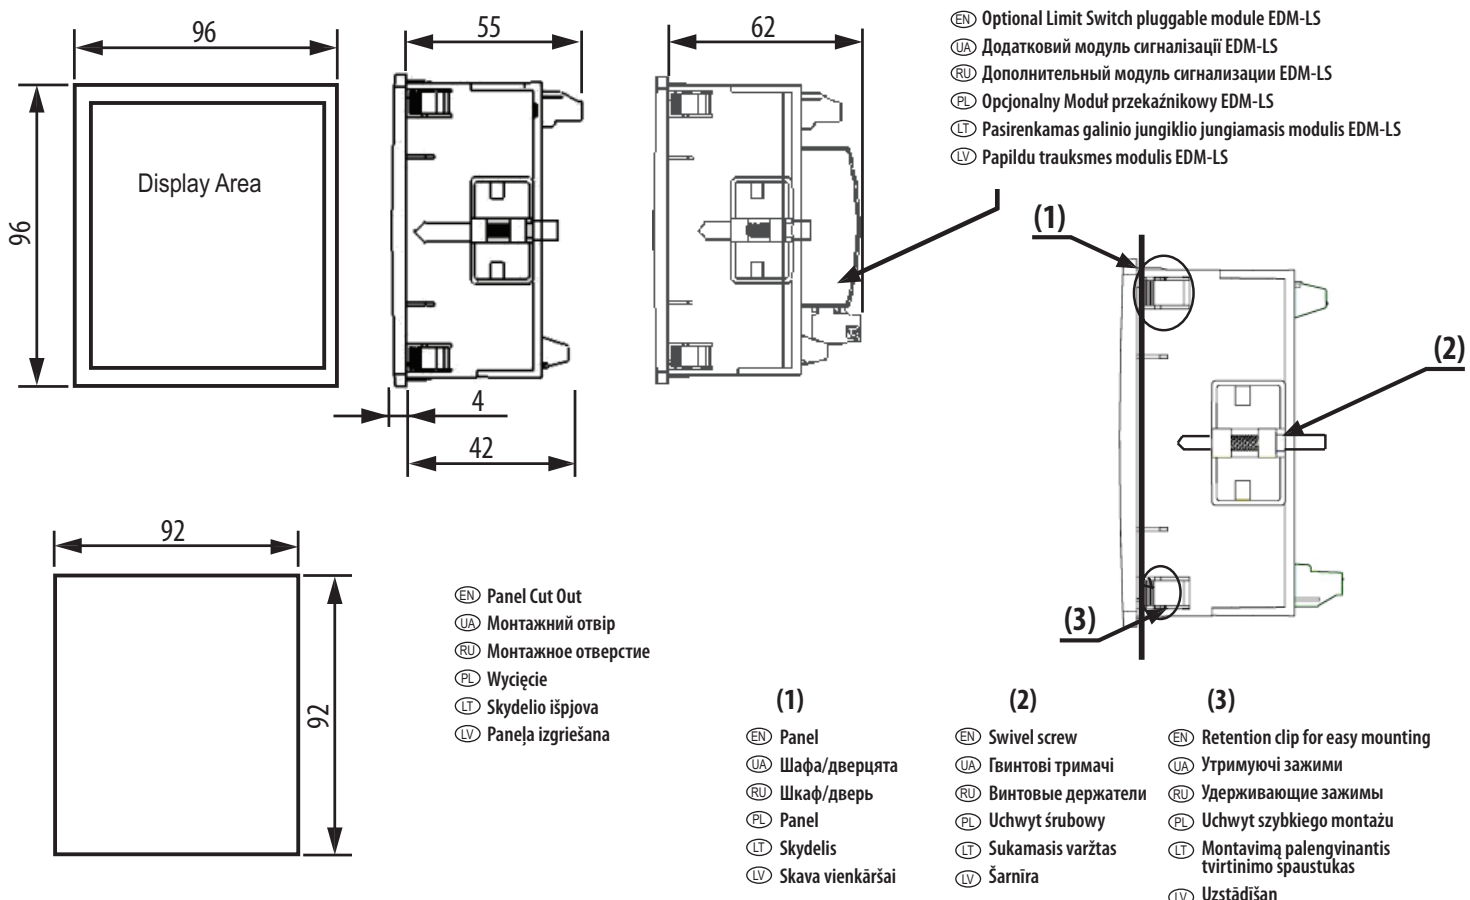 96
55
62
EN Optional Limit Switch pluggable module EDM-LS
UA Додатковий модуль сигналізації EDM-LS
RU Дополнительный модуль сигнализации EDM-LS
PL Opcjonalny Moduł przekaźnikowy EDM-LS
LT Pasirenkamas galinio jungiklio jungiamasis modulis EDM-LS
LV Papildu trauksmes modulis EDM-LS
Display Area
96
(1)
(2)
(3)
4
42
92
92
EN Panel Cut Out
UA Монтажний отвір
RU Монтажное отверстие
PL Wycięcie
LT Skydelio išpjova
LV Paneļa izgriešana
(1)
EN Panel
UA Шафа/дверцята
RU Шкаф/дверь
PL Panel
LT Skydelis
LV Skava vienkāršai
(2)
EN Swivel screw
UA Гвинтові тримачі
RU Винтовые держатели
PL Uchwyt śrubowy
LT Sukamasis varžtas
LV Šarnīra
(3)
EN Retention clip for easy mounting
UA Утримуючі зажими
RU Удерживающие зажимы
PL Uchwyt szybkiego montażu
LT Montavimą palengvinantis
tvirtinimo spaustukas
LV Uzstādīšan